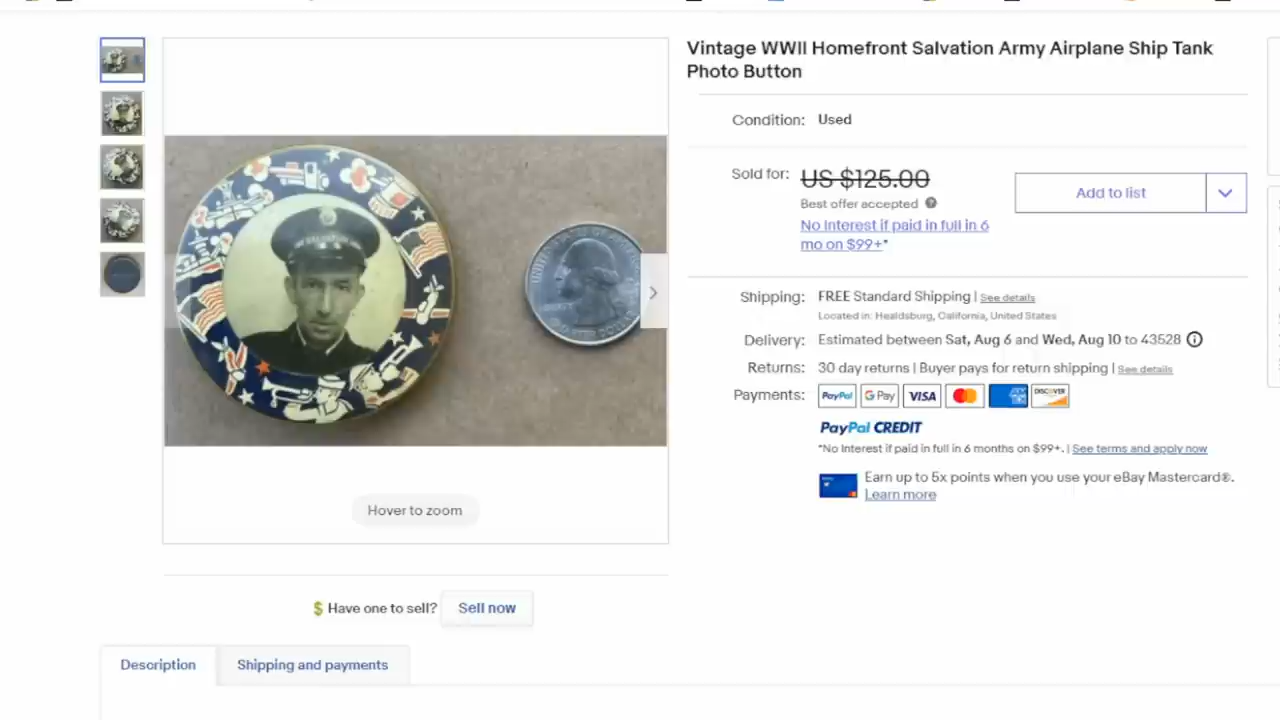 Vintage WWII Homefront Salvation Army Airplane Ship Tank
Photo Button
Condition: Used
Sold for: US $125.00
Best offer accepted
No Interest if paid in full in 6
mo on $99+*
Add to list
Shipping: FREE Standard Shipping | See details
Located in: Healdsburg, California, United States
Delivery: Estimated between Sat, Aug 6 and Wed, Aug 10 to 43528
Returns: 30 day returns | Buyer pays for return shipping | See details
Payments: PayPal G Pay VISA DISCOVER
PayPal CREDIT
*No Interest if paid in full in 6 months on $99+. | See terms and apply now
Earn up to 5x points when you use your eBay Mastercard®.
Learn more
Hover to zoom
$ Have one to sell? Sell now
Description
Shipping and payments